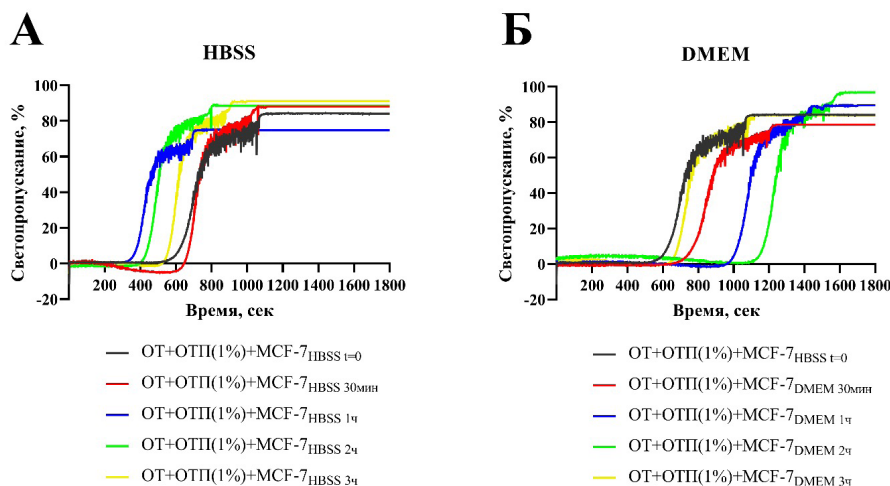 А
HBSS
100
80
60
40
20
0
-20
200 400 600 800 1000 1200 1400 1600 1800
Светопропускание, %
Время, сек
ОТ+ОТП(1%)+MCF-7HBSS t=0
ОТ+ОТП(1%)+MCF-7HBSS 30мин
ОТ+ОТП(1%)+MCF-7HBSS 1ч
ОТ+ОТП(1%)+MCF-7HBSS 2ч
ОТ+ОТП(1%)+MCF-7HBSS 3ч
Б
DMEM
100
80
60
40
20
0
-20
200 400 600 800 1000 1200 1400 1600 1800
Светопропускание, %
Время, сек
ОТ+ОТП(1%)+MCF-7HBSS t=0
ОТ+ОТП(1%)+MCF-7DMEM 30мин
ОТ+ОТП(1%)+MCF-7DMEM 1ч
ОТ+ОТП(1%)+MCF-7DMEM 2ч
ОТ+ОТП(1%)+MCF-7DMEM 3ч